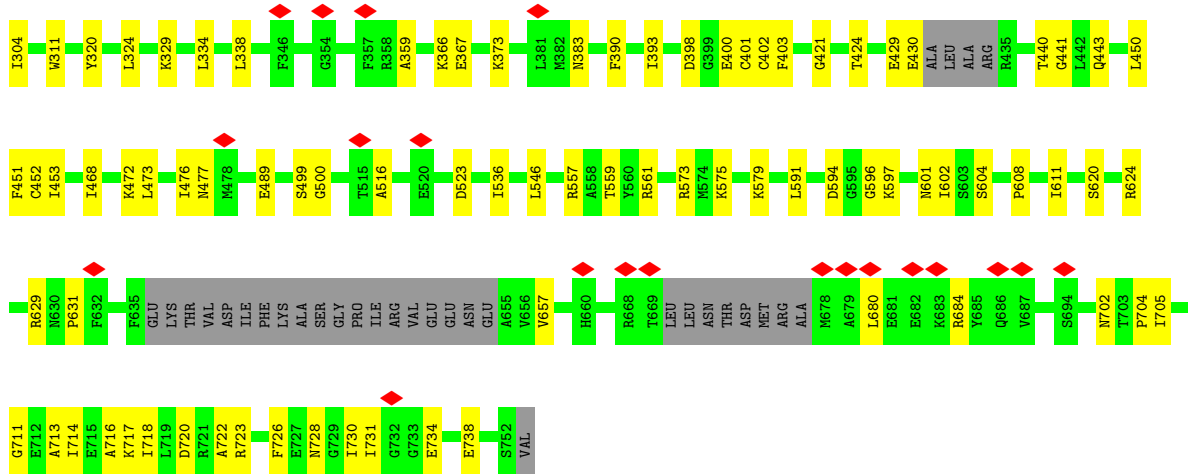 I304 W311 Y320 L324 K329 L334 L338 F346 G354 F357 R358 A359 K366 E367 K373 L381 M382 N383 F390 I393 D398 G399 E400 C401 C402 F403 G421 T424 E429 E430 ALA LEU ALA ARG R435 T440 G441 L442 Q443 L450
F451 C452 I453 I468 K472 L473 I476 N477 M478 E489 S499 G500 T515 A516 E520 D523 I536 L546 R557 A558 T559 Y560 R561 R573 M574 K575 K579 L591 D594 G595 G596 K597 N601 I602 S603 S604 P608 I611 S620 R624
R629 N630 P631 F632 F635 GLU LYS THR VAL ASP ILE PHE LYS ALA SER GLY PRO ILE ARG VAL GLU GLU ASN GLU A655 V656 V657 H660 R668 T669 LEU LEU ASN THR ASP MET ARG ALA M678 A679 L680 E681 E682 K683 R684 Y685 Q686 V687 S694 N702 T703 P704 I705
G711 E712 A713 I714 E715 A716 K717 I718 L719 D720 R721 A722 R723 F726 E727 N728 G729 I730 I731 G732 G733 E734 E738 S752 VAL